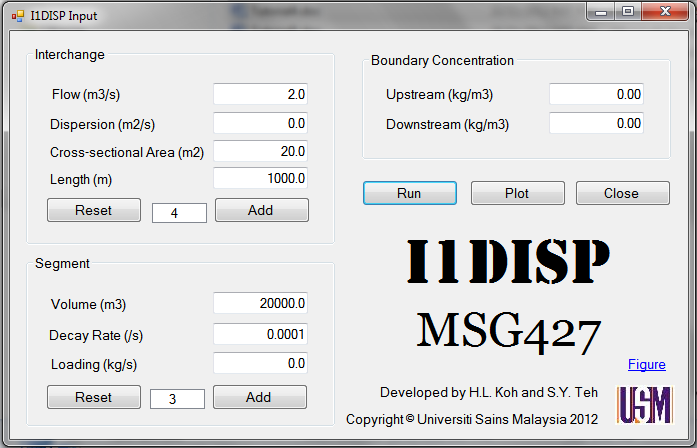 I1DISP Input
Interchange
Flow (m3/s) 2.0
Dispersion (m2/s) 0.0
Cross-sectional Area (m2) 20.0
Length (m) 1000.0
Reset 4 Add
Segment
Volume (m3) 20000.0
Decay Rate (/s) 0.0001
Loading (kg/s) 0.0
Reset 3 Add
Boundary Concentration
Upstream (kg/m3) 0.00
Downstream (kg/m3) 0.00
Run Plot Close
I1DISP
MSG427
Figure
Developed by H.L. Koh and S.Y. Teh
Copyright © Universiti Sains Malaysia 2012
USM